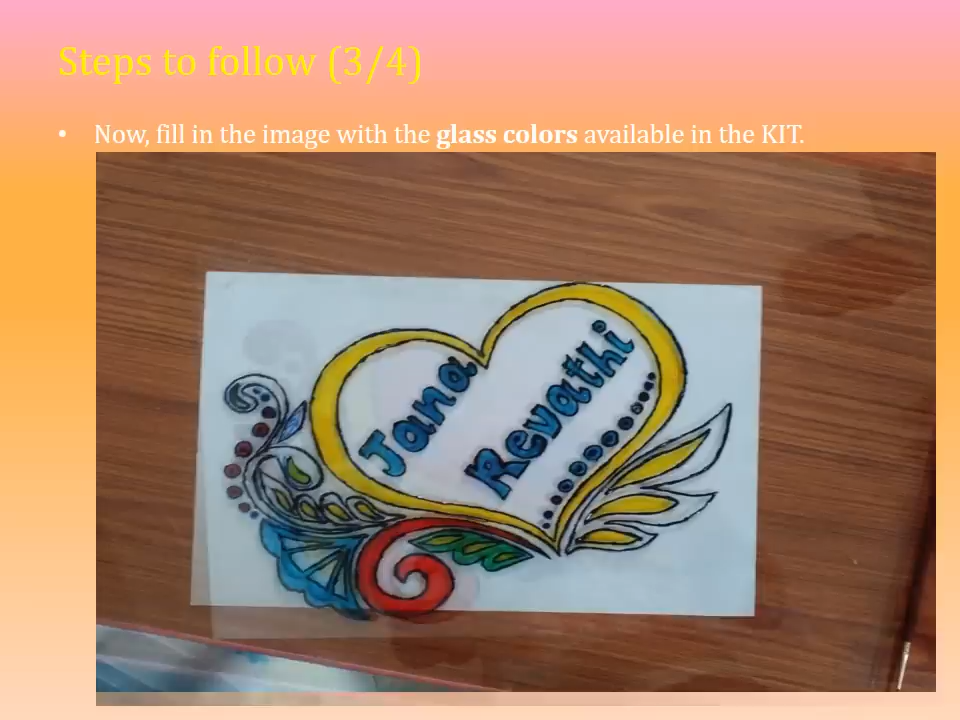 Steps to follow (3/4)
• Now, fill in the image with the glass colors available in the KIT.
Jana
Revathi